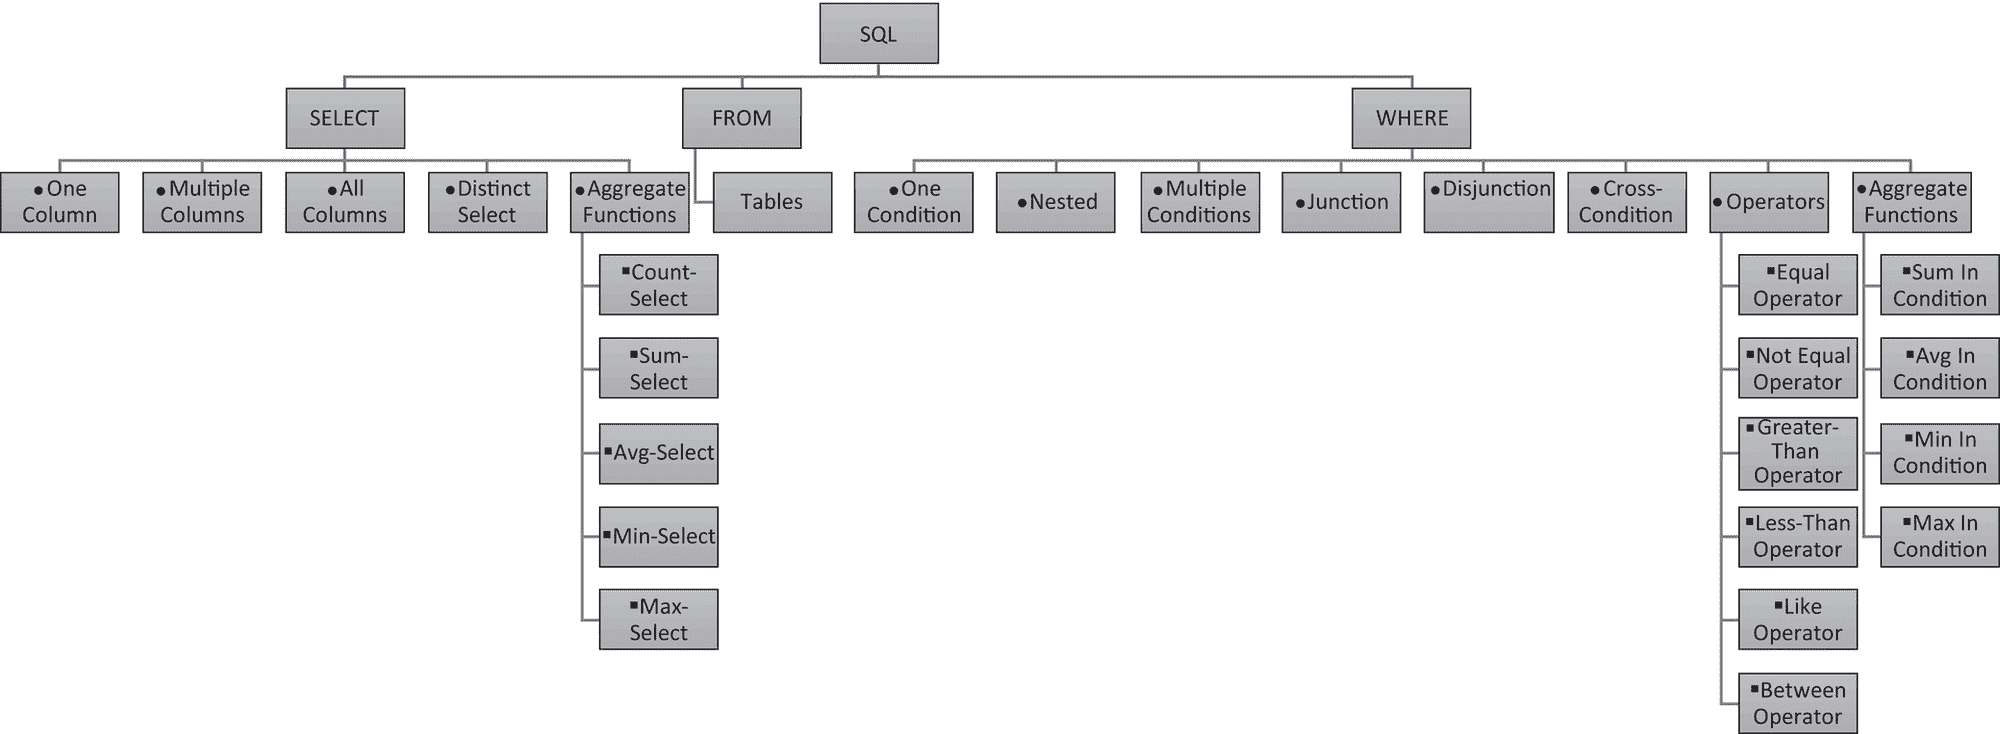 SQL
SELECT
FROM
WHERE
•One
Column
•Multiple
Columns
•All
Columns
•Distinct
Select
•Aggregate
Functions
Tables
•One
Condition
•Nested
•Multiple
Conditions
•Junction
•Disjunction
•Cross-
Condition
•Operators
•Aggregate
Functions
▪Count-
Select
▪Sum-
Select
▪Avg-Select
▪Min-Select
▪Max-
Select
▪Equal
Operator
▪Not Equal
Operator
▪Greater-
Than
Operator
▪Less-Than
Operator
▪Like
Operator
▪Between
Operator
▪Sum In
Condition
▪Avg In
Condition
▪Min In
Condition
▪Max In
Condition